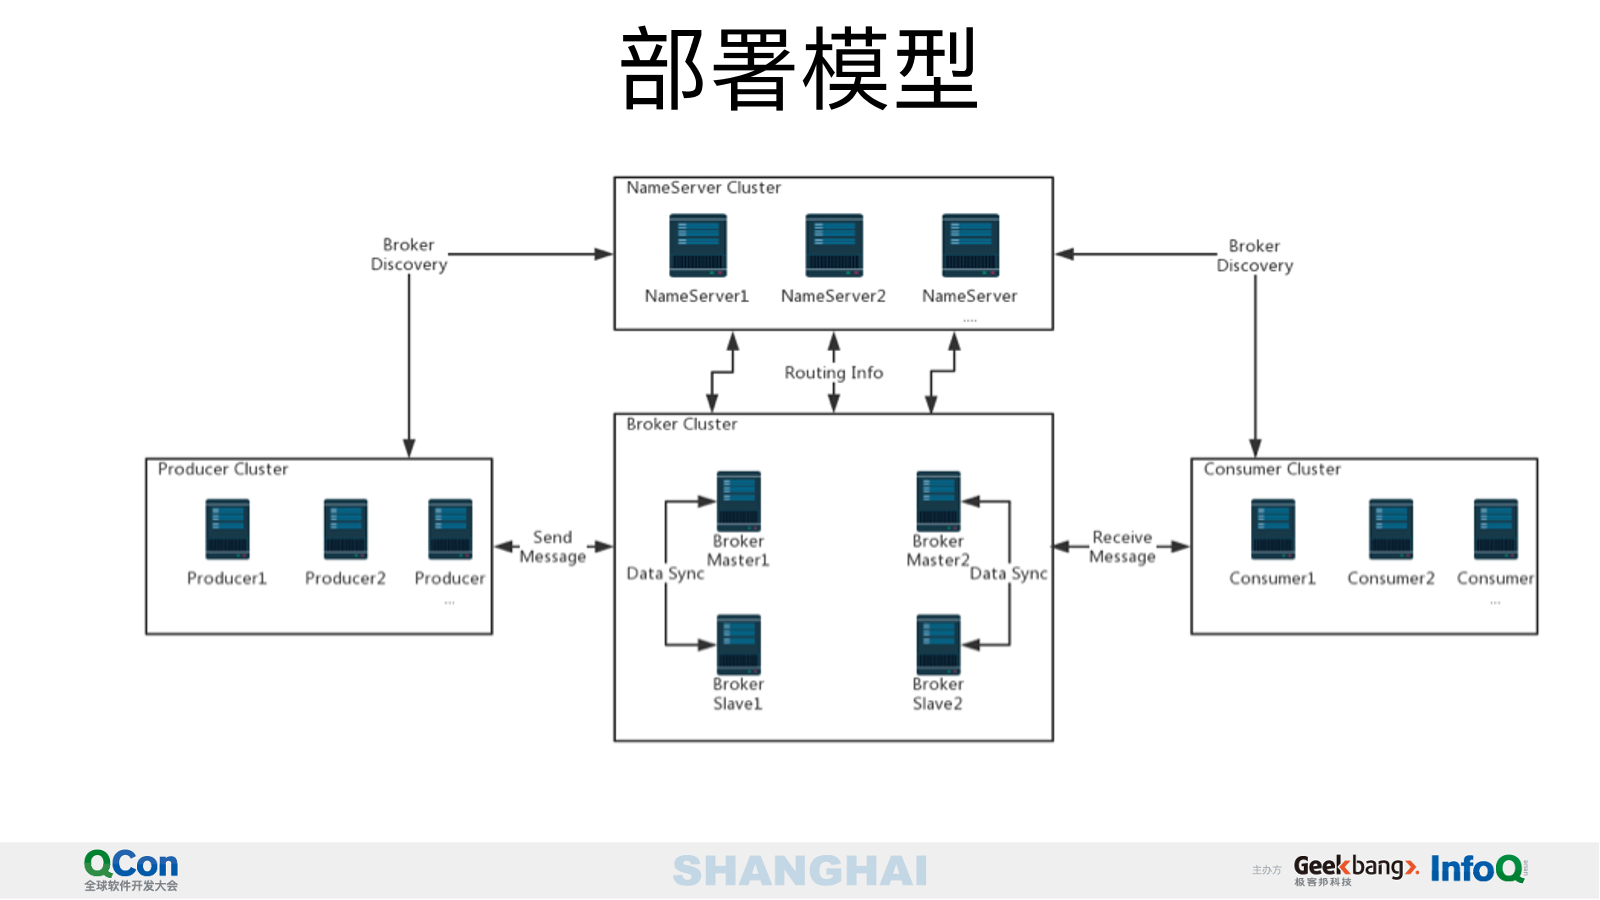 部署模型
NameServer Cluster
NameServer1
NameServer2
NameServer
....
Broker
Discovery
Broker
Discovery
Routing Info
Producer Cluster
Producer1
Producer2
Producer
...
Send
Message
Broker Cluster
Broker
Master1
Broker
Master2
Data Sync
Data Sync
Broker
Slave1
Broker
Slave2
Receive
Message
Consumer Cluster
Consumer1
Consumer2
Consumer
...
QCon
全球软件开发大会
SHANGHAI
主办方
Geekbang>.
极客邦科技
InfoQ